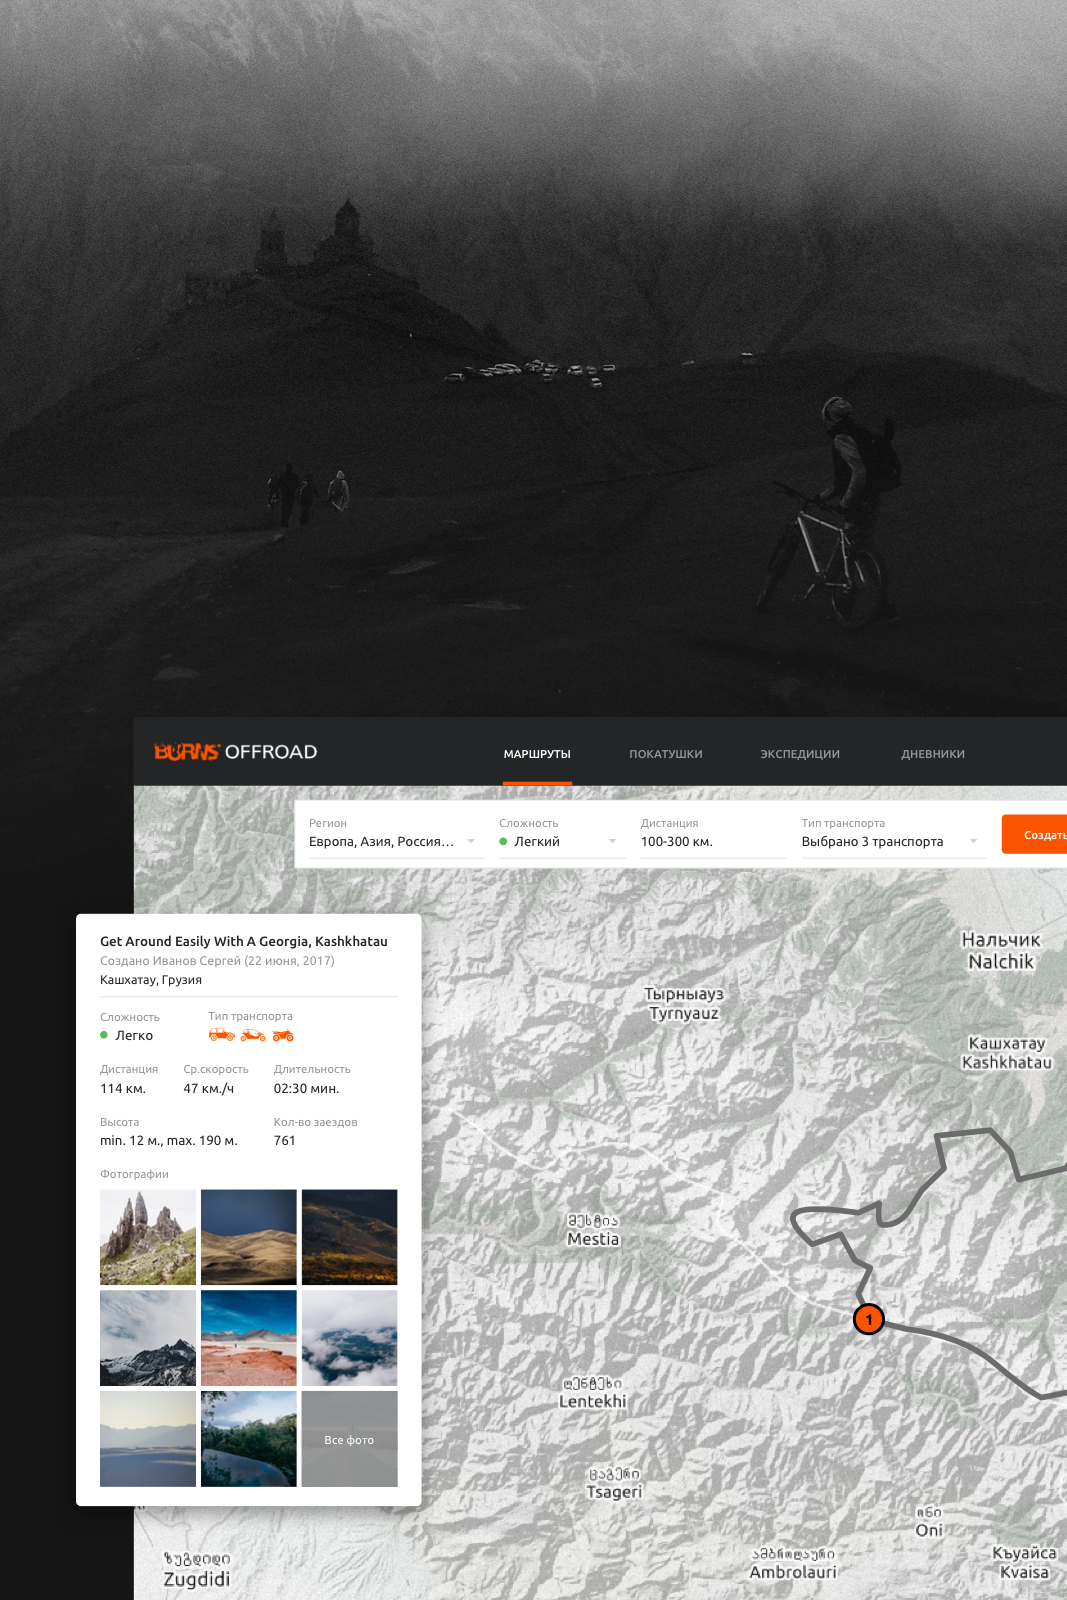 BURNS OFFROAD
МАРШРУТЫ
ПОКАТУШКИ
ЭКСПЕДИЦИИ
ДНЕВНИКИ
Регион
Европа, Азия, Россия...
Сложность
Легкий
Дистанция
100-300 км.
Тип транспорта
Выбрано 3 транспорта
Создать
Get Around Easily With A Georgia, Kashkhatau
Создано Иванов Сергей (22 июня, 2017)
Кашхатау, Грузия
Сложность
Легко
Тип транспорта
Дистанция
114 км.
Ср.скорость
47 км./ч
Длительность
02:30 мин.
Высота
min. 12 м., max. 190 м.
Кол-во заездов
761
Фотографии
Все фото
Нальчик
Nalchik
Тырныауз
Tyrnyauz
Кашхатау
Kashkhatau
მესტია
Mestia
1
ლენტეხი
Lentekhi
ცაგერი
Tsageri
ონი
Oni
ამბროლაური
Ambrolauri
Къуайса
Kvaisa
ზუგდიდი
Zugdidi